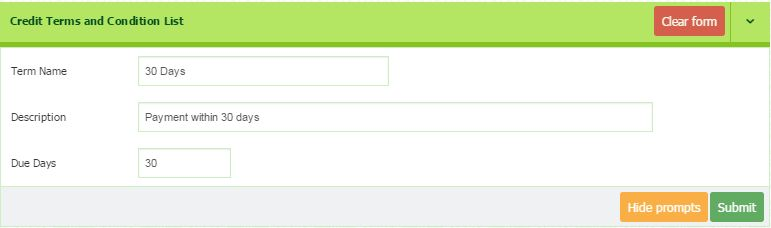 Credit Terms and Condition List Clear form
Term Name 30 Days
Description Payment within 30 days
Due Days 30
Hide prompts Submit